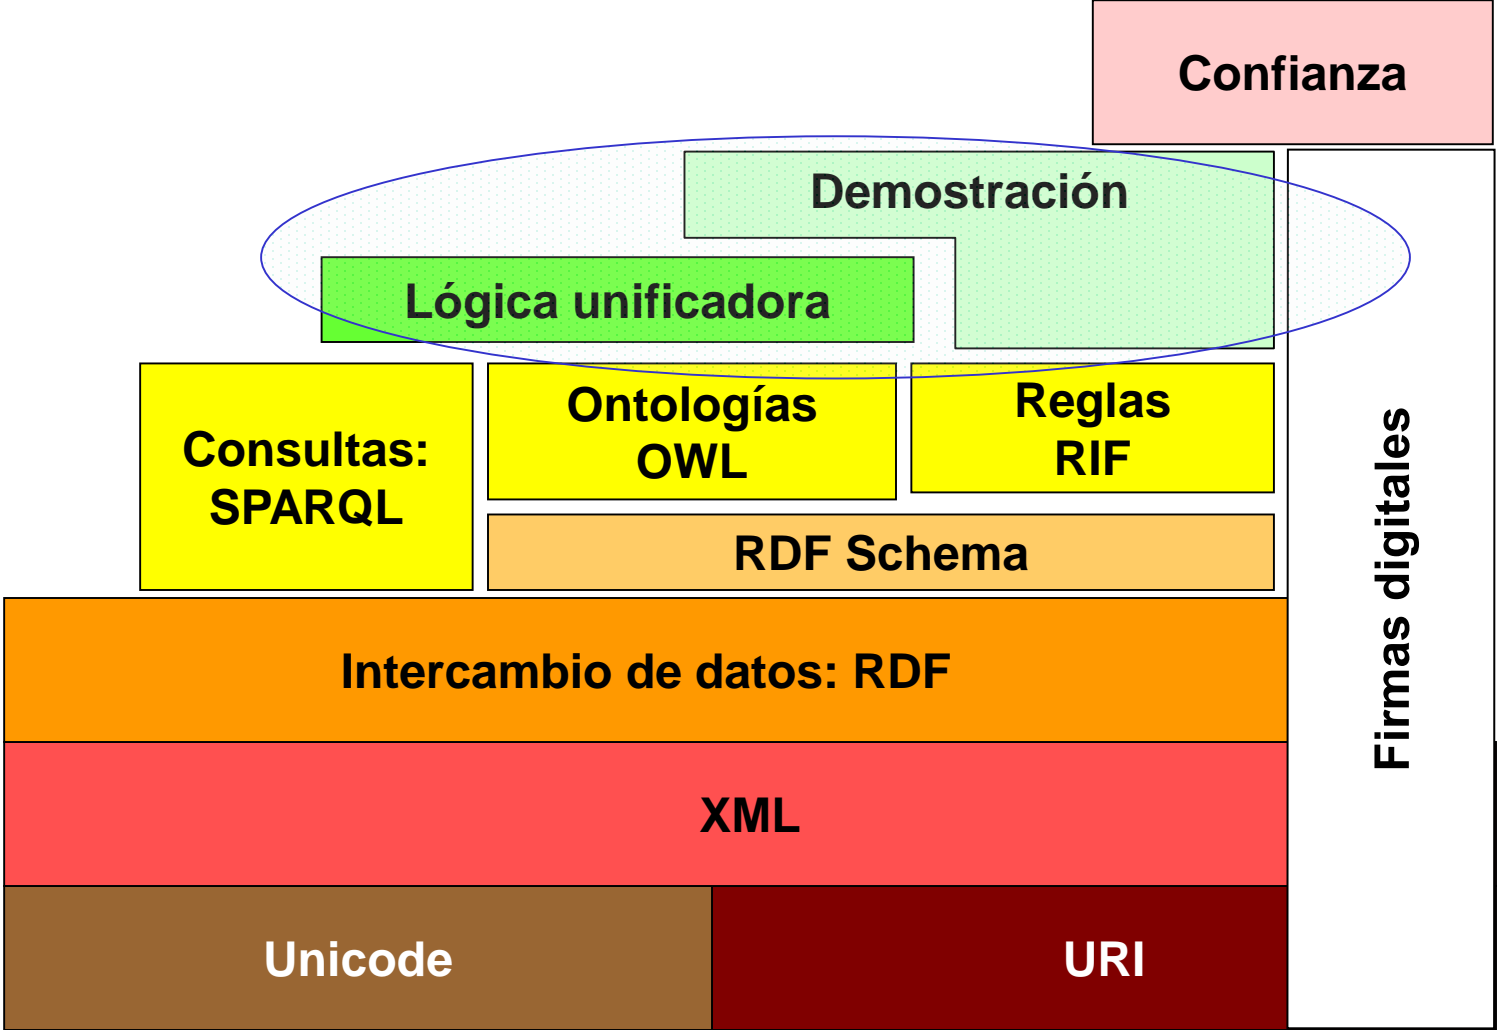 Confianza
Demostración
Lógica unificadora
Consultas:
SPARQL
Ontologías
OWL
Reglas
RIF
RDF Schema
Intercambio de datos: RDF
XML
Unicode
URI
Firmas digitales